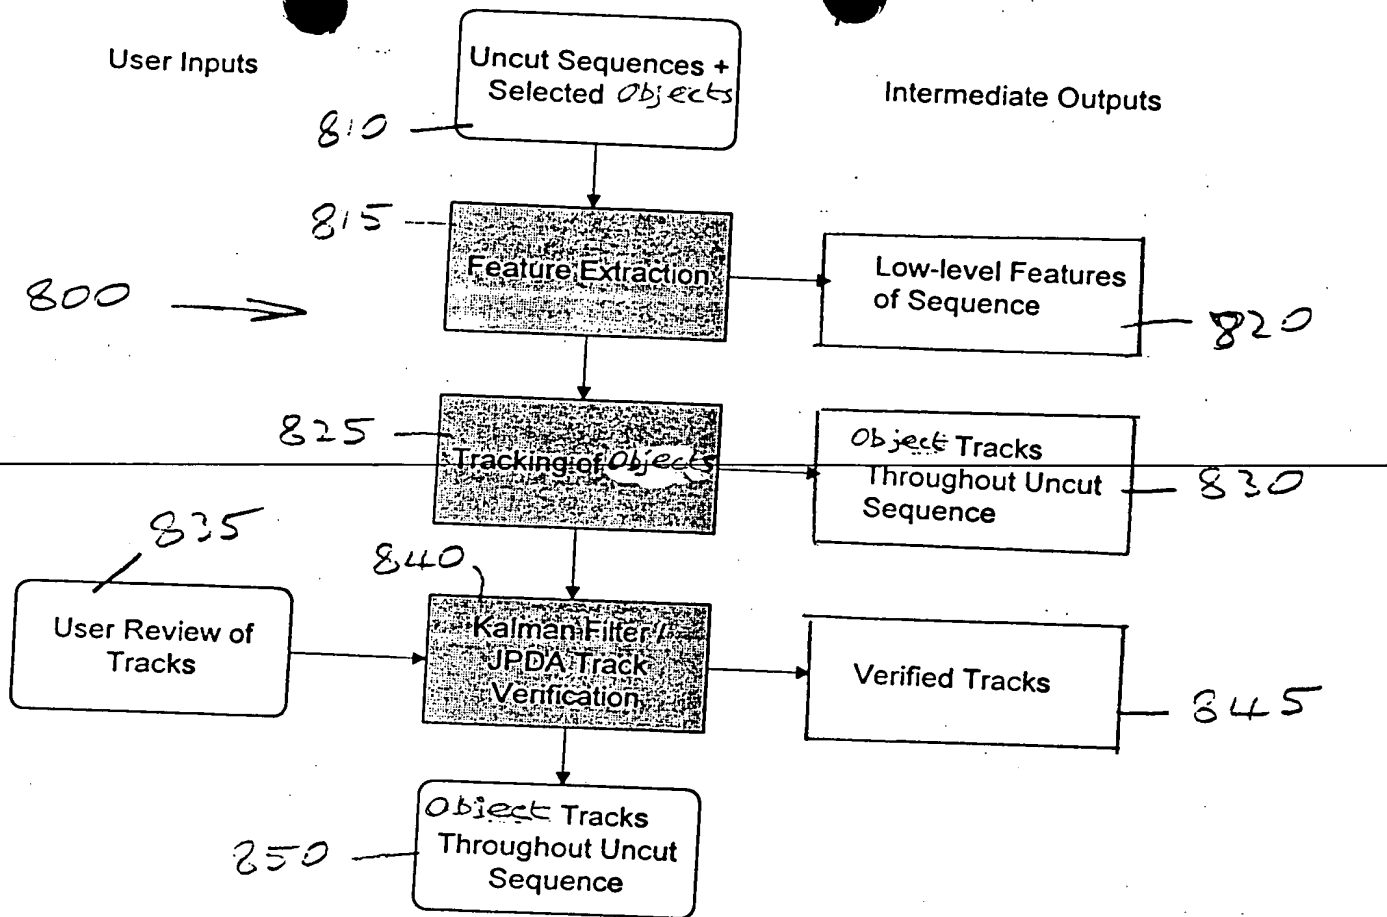 User Inputs
Uncut Sequences +
Selected Objects
Intermediate Outputs
810
815
Feature Extraction
Low-level Features
of Sequence
800
820
825
Tracking of Objects
Object Tracks
Throughout Uncut
Sequence
830
835
840
User Review of
Tracks
Kalman Filter /
JPDA Track
Verification
Verified Tracks
845
Object Tracks
Throughout Uncut
Sequence
850